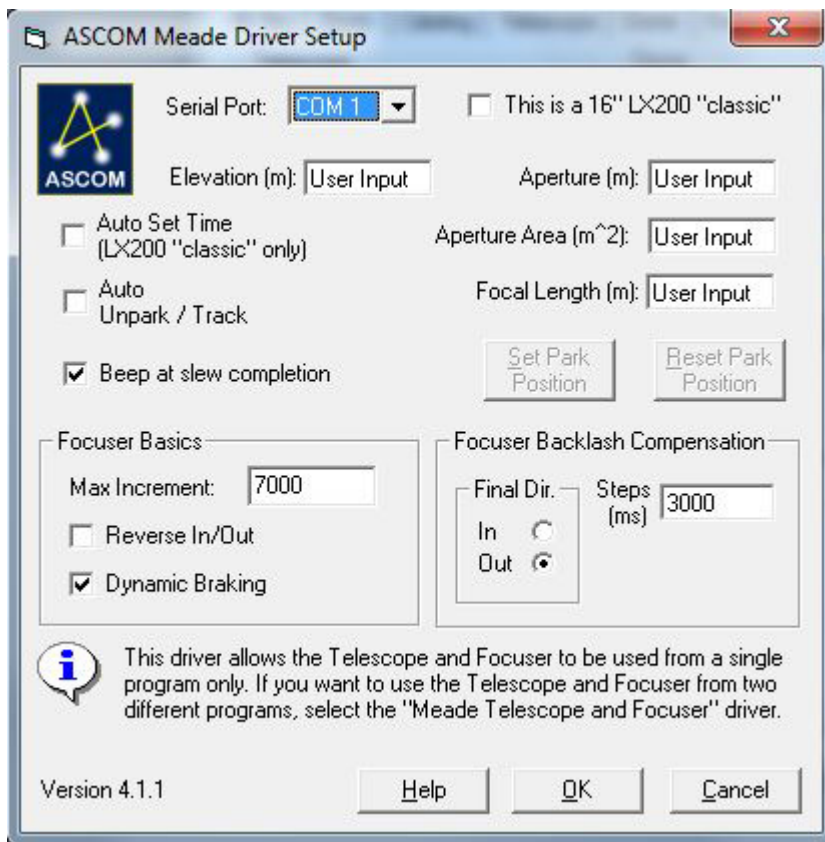 ASCOM Meade Driver Setup
Serial Port: COM 1
This is a 16" LX200 "classic"
ASCOM
Elevation (m): User Input
Aperture (m): User Input
Auto Set Time
(LX200 "classic" only)
Aperture Area (m^2): User Input
Auto
Unpark / Track
Focal Length (m): User Input
Beep at slew completion
Set Park
Position
Reset Park
Position
Focuser Basics
Max Increment: 7000
Reverse In/Out
Dynamic Braking
Focuser Backlash Compensation
Final Dir.
In
Out
Steps
(ms)
3000
This driver allows the Telescope and Focuser to be used from a single
program only. If you want to use the Telescope and Focuser from two
different programs, select the "Meade Telescope and Focuser" driver.
Version 4.1.1
Help
OK
Cancel